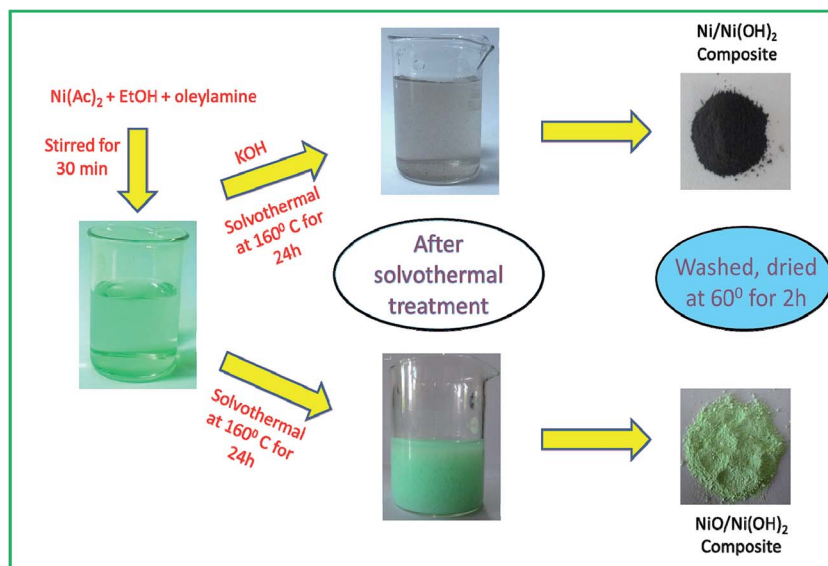 Ni(Ac)₂ + EtOH + oleylamine
Stirred for
30 min
KOH
Solvothermal
at 160⁰ C for
24h
Ni/Ni(OH)₂
Composite
After
solvothermal
treatment
Washed, dried
at 60⁰ for 2h
Solvothermal
at 160⁰ C for
24h
NiO/Ni(OH)₂
Composite